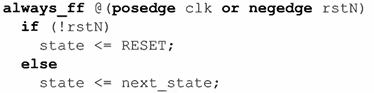 always_ff @(posedge clk or negedge rstN)
if (!rstN)
state <= RESET;
else
state <= next_state;